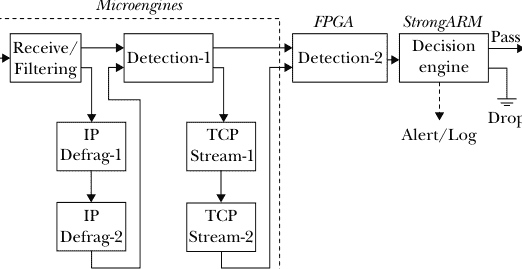 Microengines
FPGA
StrongARM
Receive/
Filtering
Detection-1
Detection-2
Decision
engine
Pass
Drop
Alert/Log
IP
Defrag-1
TCP
Stream-1
IP
Defrag-2
TCP
Stream-2